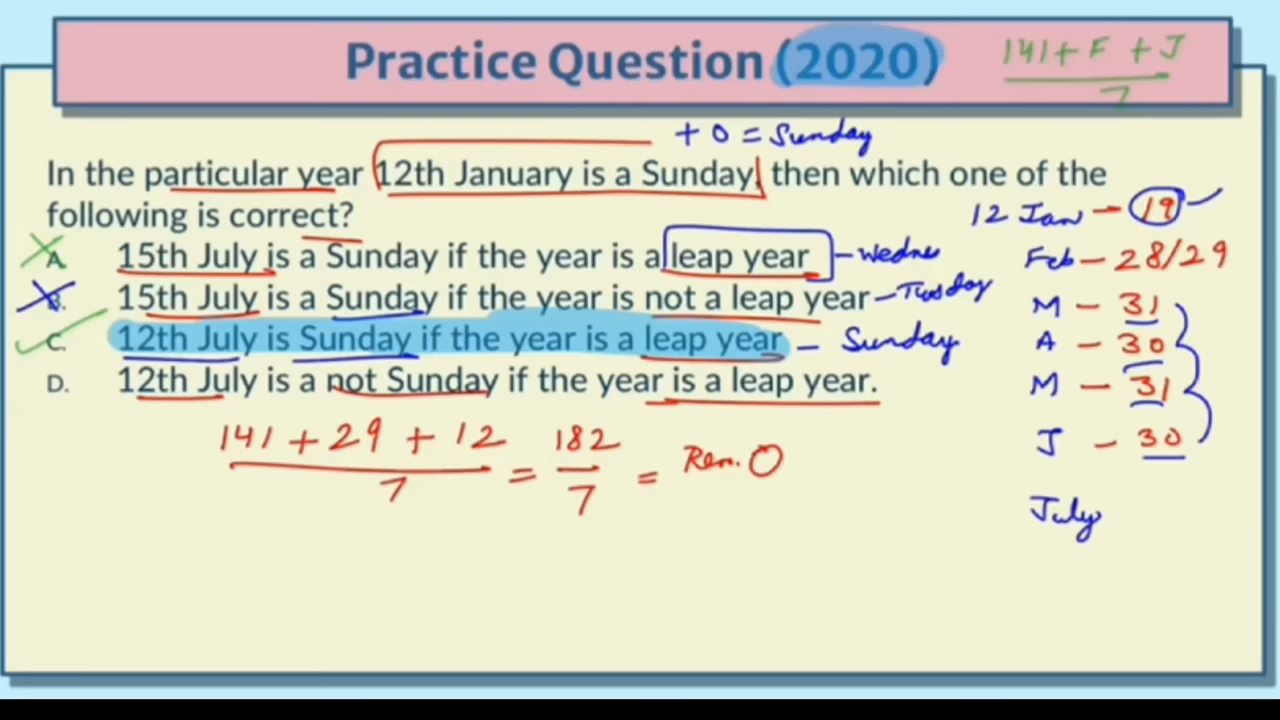 Practice Question (2020)
141 + F + J
7
+ 0 = Sunday
In the particular year 12th January is a Sunday, then which one of the
following is correct?
12 Jan - 19
A. 15th July is a Sunday if the year is a leap year - Wednes
Feb - 28/29
B. 15th July is a Sunday if the year is not a leap year - Tuesday
M - 31
C. 12th July is Sunday if the year is a leap year - Sunday
A - 30
D. 12th July is a not Sunday if the year is a leap year.
M - 31
141 + 29 + 12 = 182 = Rem. 0
7 7
J - 30
July